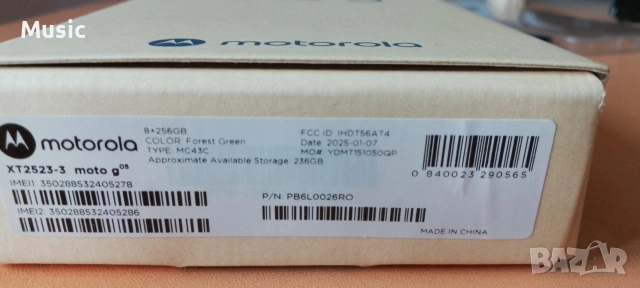 Music
motorola
motorola
XT2523-3 moto g05
IMEI1: 350288532405278
IMEI2: 350288532405286
8+256GB
COLOR: Forest Green
TYPE: MC43C
Approximate Available Storage: 236GB
FCC ID: IHDT56AT4
Date: 2025-01-07
MO#: YDMT151050QP
P/N: PB6L0026RO
0 840023 290565
MADE IN CHINA
BAZAR.bg